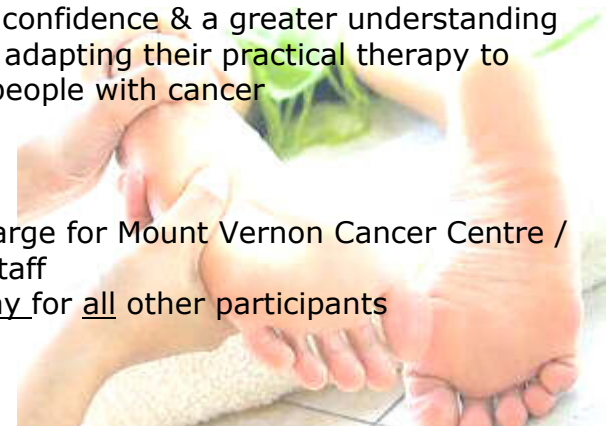 confidence & a greater understanding
adapting their practical therapy to
people with cancer
arge for Mount Vernon Cancer Centre /
taff
ay for all other participants